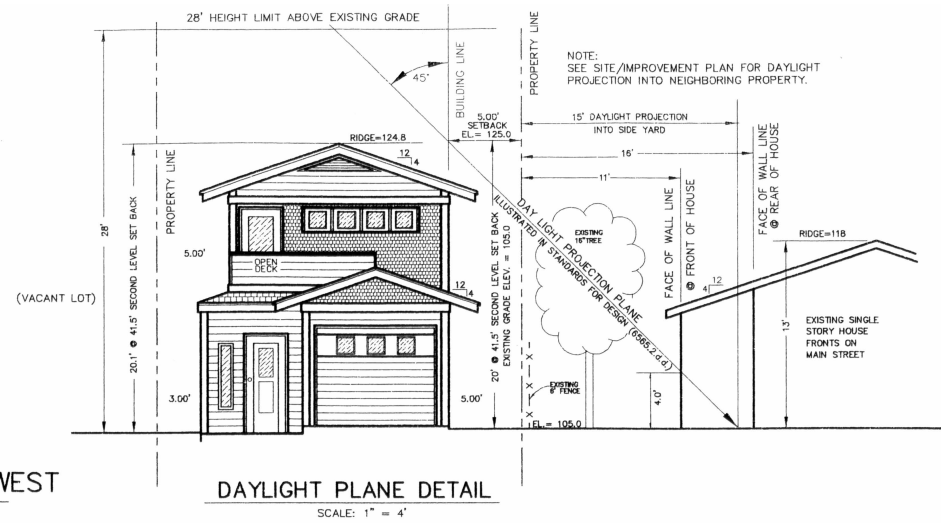 28' HEIGHT LIMIT ABOVE EXISTING GRADE
45°
BUILDING LINE
PROPERTY LINE
NOTE:
SEE SITE/IMPROVEMENT PLAN FOR DAYLIGHT
PROJECTION INTO NEIGHBORING PROPERTY.
5.00'
SETBACK
EL.= 125.0
15' DAYLIGHT PROJECTION
INTO SIDE YARD
16'
11'
RIDGE=124.8
12
4
PROPERTY LINE
28'
20.1' @ 41.5' SECOND LEVEL SET BACK
(VACANT LOT)
5.00'
OPEN
DECK
12
4
3.00'
5.00'
20' @ 41.5' SECOND LEVEL SET BACK
EXISTING GRADE ELEV. = 105.0
DAY LIGHT PROJECTION PLANE
ILLUSTRATED IN STANDARDS FOR DESIGN (6565.2.d.d.)
EXISTING
16"TREE
EXISTING
6' FENCE
EL.= 105.0
4.0'
FACE OF WALL LINE
@ FRONT OF HOUSE
FACE OF WALL LINE
@ REAR OF HOUSE
RIDGE=118
12
4
13'
EXISTING SINGLE
STORY HOUSE
FRONTS ON
MAIN STREET
WEST
DAYLIGHT PLANE DETAIL
SCALE: 1" = 4'